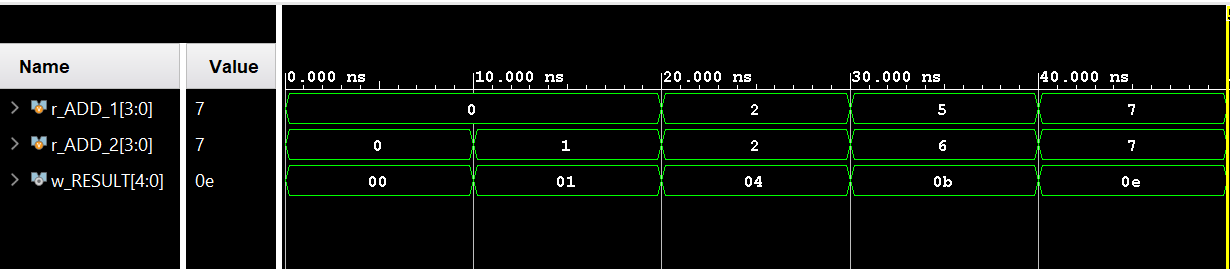 0.000 ns 10.000 ns 20.000 ns 30.000 ns 40.000 ns
Name Value
r_ADD_1[3:0] 7 0 2 5 7
r_ADD_2[3:0] 7 0 1 2 6 7
w_RESULT[4:0] 0e 00 01 04 0b 0e